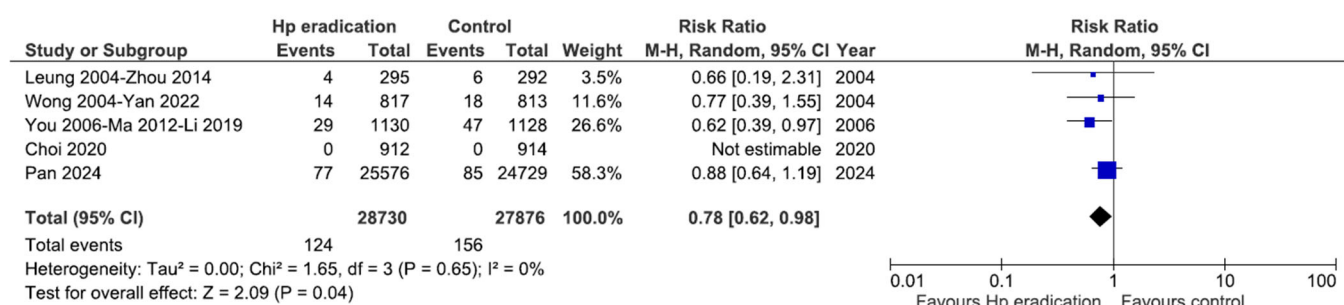 Hp eradication Control Risk Ratio Risk Ratio
Study or Subgroup Events Total Events Total Weight M-H, Random, 95% CI Year M-H, Random, 95% CI
Leung 2004-Zhou 2014 4 295 6 292 3.5% 0.66 [0.19, 2.31] 2004
Wong 2004-Yan 2022 14 817 18 813 11.6% 0.77 [0.39, 1.55] 2004
You 2006-Ma 2012-Li 2019 29 1130 47 1128 26.6% 0.62 [0.39, 0.97] 2006
Choi 2020 0 912 0 914 Not estimable 2020
Pan 2024 77 25576 85 24729 58.3% 0.88 [0.64, 1.19] 2024
Total (95% CI) 28730 27876 100.0% 0.78 [0.62, 0.98]
Total events 124 156
Heterogeneity: Tau² = 0.00; Chi² = 1.65, df = 3 (P = 0.65); I² = 0%
Test for overall effect: Z = 2.09 (P = 0.04)
0.01 0.1 1 10 100
Favours Hp eradication Favours control